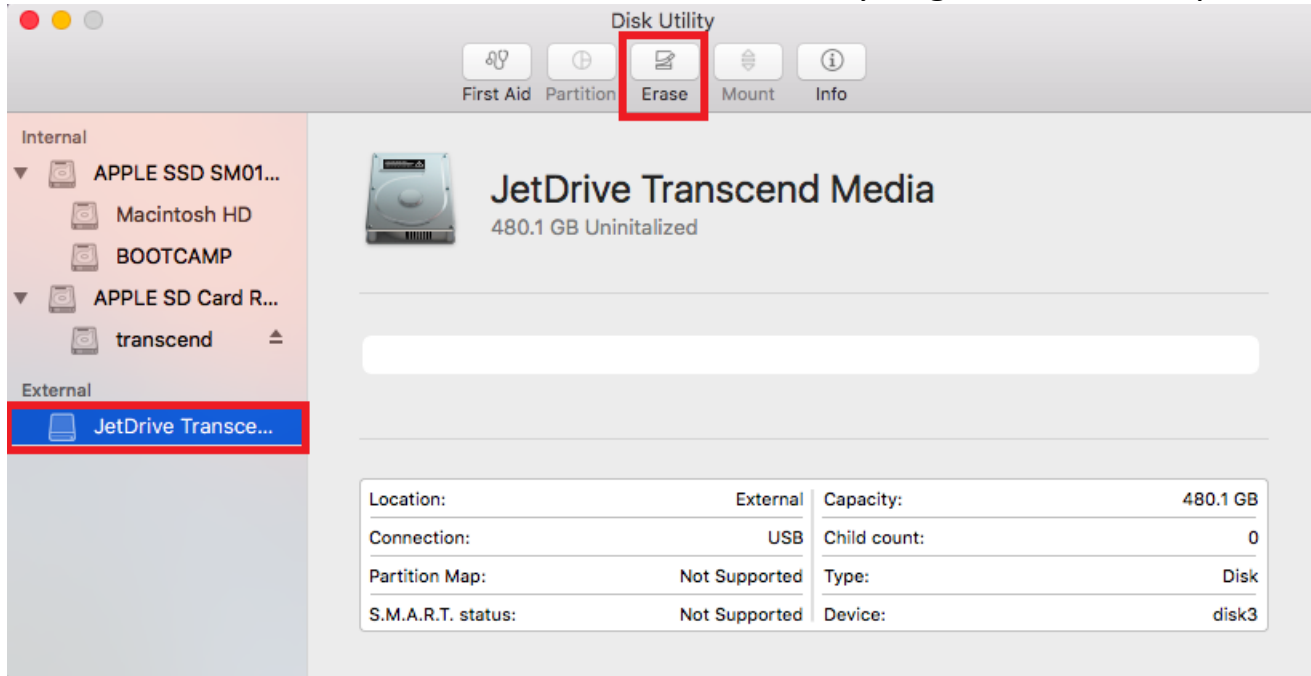 Disk Utility
First Aid Partition Erase Mount Info
Internal
APPLE SSD SM01...
Macintosh HD
BOOTCAMP
APPLE SD Card R...
transcend
External
JetDrive Transce...
JetDrive Transcend Media
480.1 GB Uninitalized
Location: External Capacity: 480.1 GB
Connection: USB Child count: 0
Partition Map: Not Supported Type: Disk
S.M.A.R.T. status: Not Supported Device: disk3